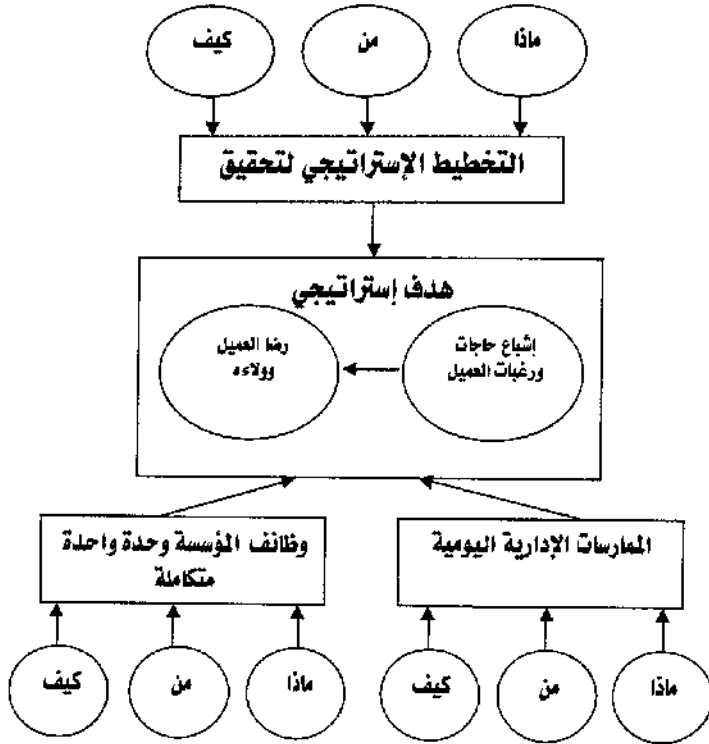 ماذا
من
كيف
التخطيط الإستراتيجي لتحقيق
هدف إستراتيجي
إشباع حاجات
ورغبات العميل
رضا العميل
وولاءه
الممارسات الإدارية اليومية
وظائف المؤسسة وحدة واحدة
متكاملة
ماذا
من
كيف
ماذا
من
كيف